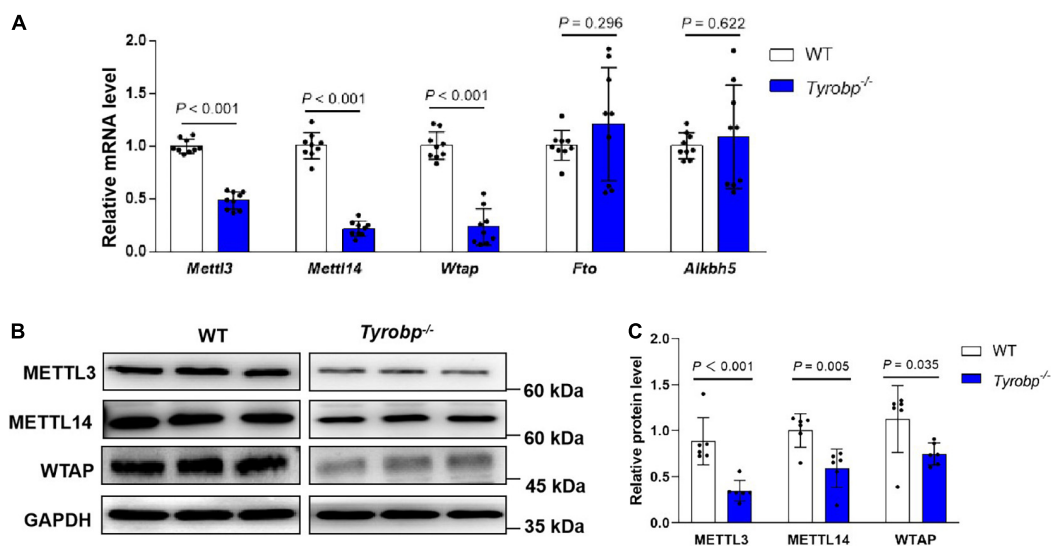 A
Relative mRNA level
2.0
1.5
1.0
0.5
0.0
P < 0.001
P < 0.001
P < 0.001
P = 0.296
P = 0.622
WT
Tyrobp-/-
Mettl3
Mettl14
Wtap
Fto
Alkbh5
B
WT
Tyrobp-/-
METTL3
60 kDa
METTL14
60 kDa
WTAP
45 kDa
GAPDH
35 kDa
C
Relative protein level
2.0
1.5
1.0
0.5
0.0
P < 0.001
P = 0.005
P = 0.035
WT
Tyrobp-/-
METTL3
METTL14
WTAP